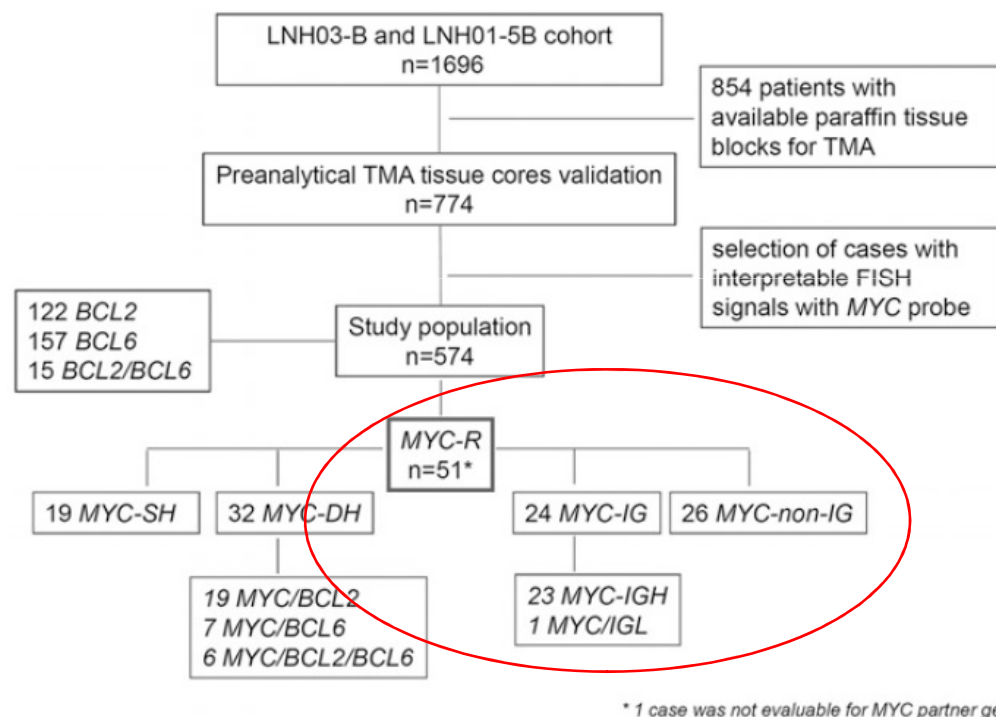 LNH03-B and LNH01-5B cohort
n=1696
854 patients with
available paraffin tissue
blocks for TMA
Preanalytical TMA tissue cores validation
n=774
selection of cases with
interpretable FISH
signals with MYC probe
122 BCL2
157 BCL6
15 BCL2/BCL6
Study population
n=574
MYC-R
n=51*
19 MYC-SH
32 MYC-DH
24 MYC-IG
26 MYC-non-IG
19 MYC/BCL2
7 MYC/BCL6
6 MYC/BCL2/BCL6
23 MYC-IGH
1 MYC/IGL
* 1 case was not evaluable for MYC partner